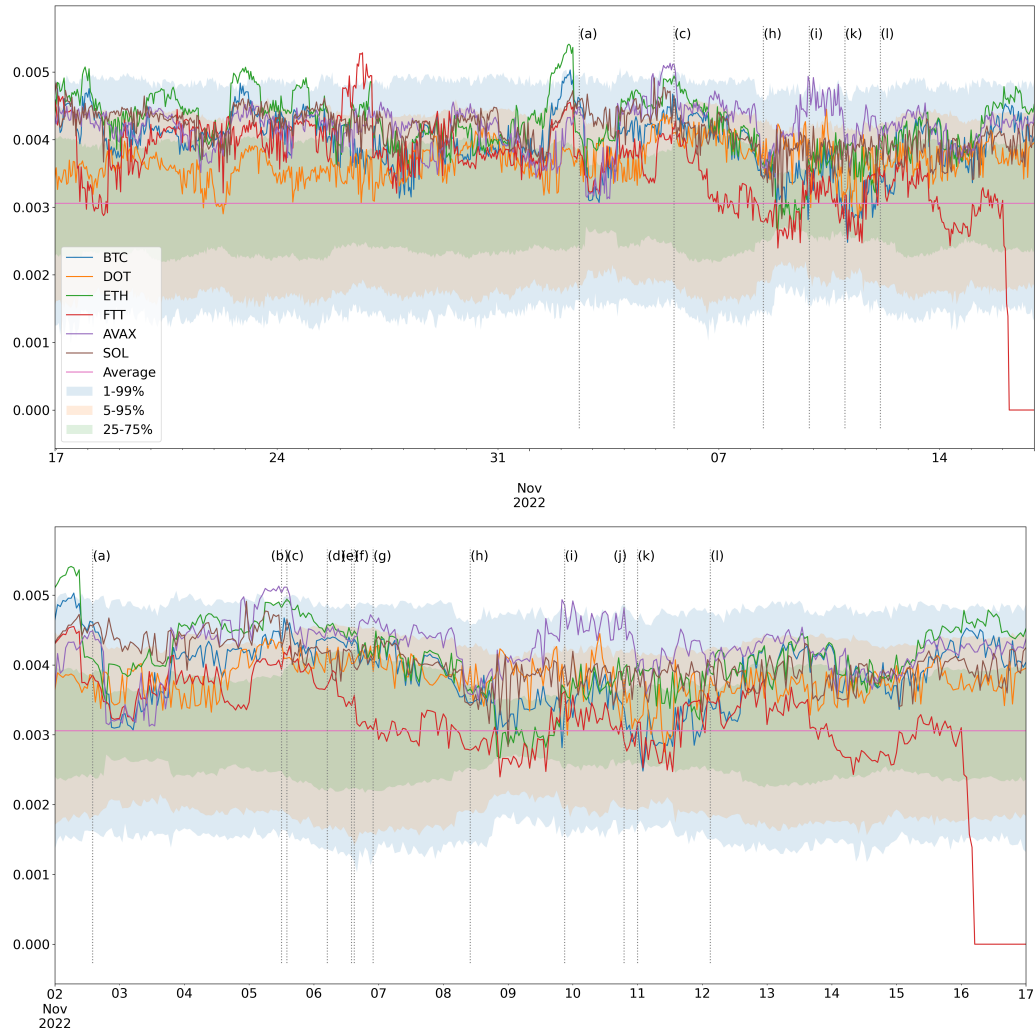 (a) (c) (h) (i) (k) (l)
0.005
0.004
0.003
0.002
0.001
0.000
BTC
DOT
ETH
FTT
AVAX
SOL
Average
1-99%
5-95%
25-75%
17 24 31 07 14
Nov
2022
(a) (b) (c) (d) (e) (f) (g) (h) (i) (j) (k) (l)
0.005
0.004
0.003
0.002
0.001
0.000
02 03 04 05 06 07 08 09 10 11 12 13 14 15 16 17
Nov
2022